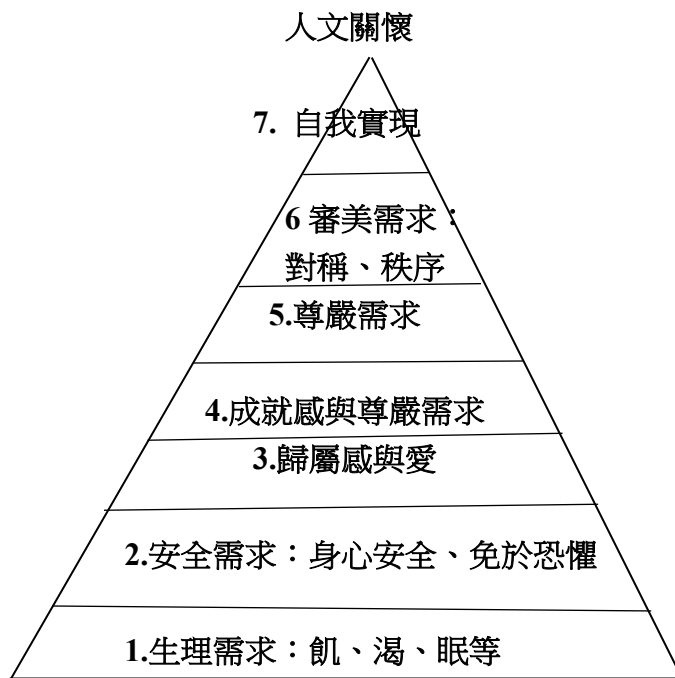 人文關懷
7. 自我實現
6 審美需求：
對稱、秩序
5.尊嚴需求
4.成就感與尊嚴需求
3.歸屬感與愛
2.安全需求：身心安全、免於恐懼
1.生理需求：飢、渴、眠等